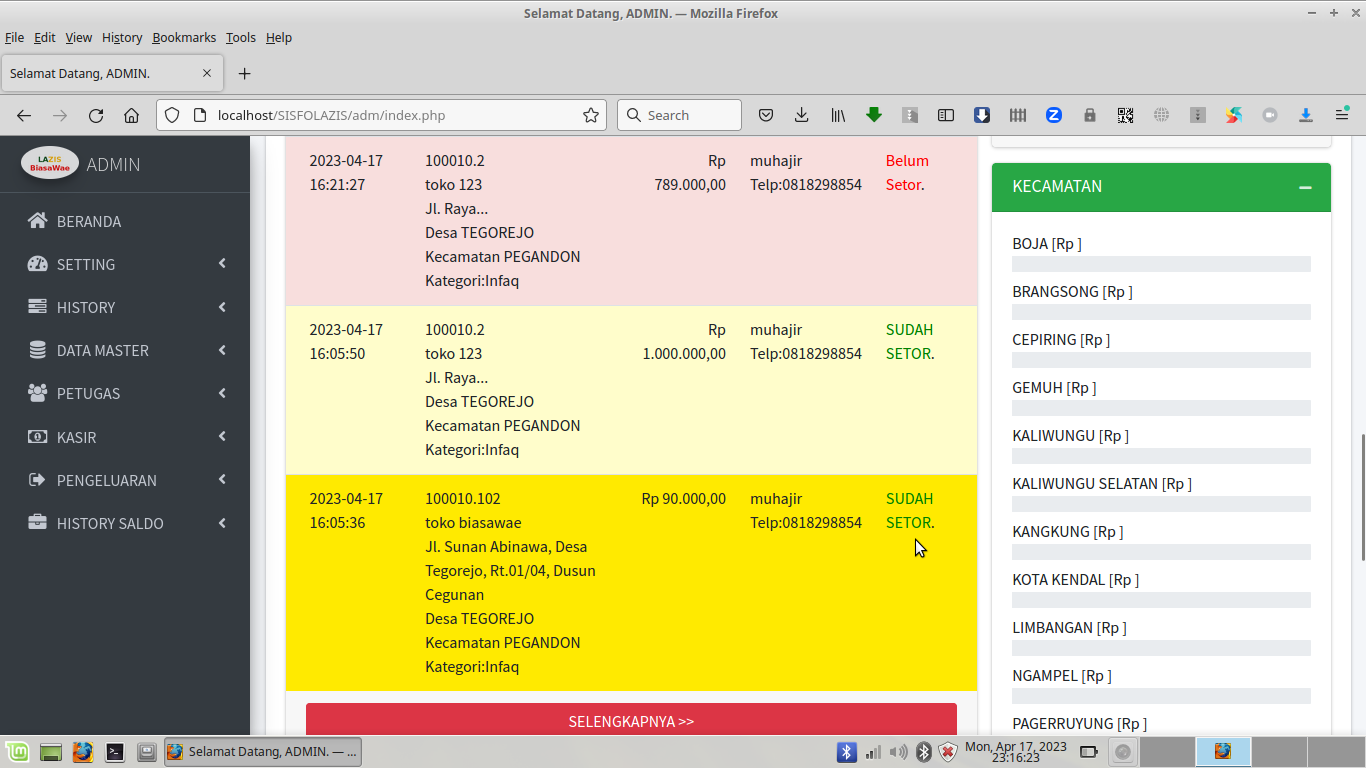 Selamat Datang, ADMIN. — Mozilla Firefox
File Edit View History Bookmarks Tools Help
Selamat Datang, ADMIN.
localhost/SISFOLAZIS/adm/index.php
Search
LAZIS
BiasaWae
ADMIN
BERANDA
SETTING
HISTORY
DATA MASTER
PETUGAS
KASIR
PENGELUARAN
HISTORY SALDO
2023-04-17 100010.2 Rp muhajir Belum
16:21:27 toko 123 789.000,00 Telp:0818298854 Setor.
Jl. Raya...
Desa TEGOREJO
Kecamatan PEGANDON
Kategori:Infaq
2023-04-17 100010.2 Rp muhajir SUDAH
16:05:50 toko 123 1.000.000,00 Telp:0818298854 SETOR.
Jl. Raya...
Desa TEGOREJO
Kecamatan PEGANDON
Kategori:Infaq
2023-04-17 100010.102 Rp 90.000,00 muhajir SUDAH
16:05:36 toko biasawae Telp:0818298854 SETOR.
Jl. Sunan Abinawa, Desa
Tegorejo, Rt.01/04, Dusun
Cegunan
Desa TEGOREJO
Kecamatan PEGANDON
Kategori:Infaq
SELENGKAPNYA >>
KECAMATAN
BOJA [Rp ]
BRANGSONG [Rp ]
CEPIRING [Rp ]
GEMUH [Rp ]
KALIWUNGU [Rp ]
KALIWUNGU SELATAN [Rp ]
KANGKUNG [Rp ]
KOTA KENDAL [Rp ]
LIMBANGAN [Rp ]
NGAMPEL [Rp ]
PAGERRUYUNG [Rp ]
Selamat Datang, ADMIN. — ...
Mon, Apr 17, 2023
23:16:23